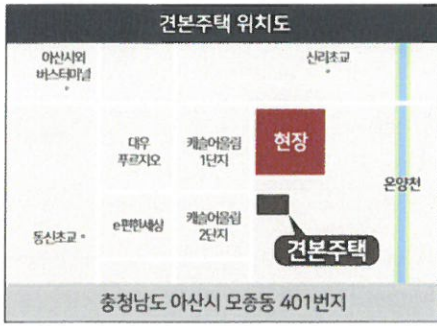 견본주택 위치도
아산시외
버스터미널
신리초교
대우
푸르지오
캐슬어울림
1단지
현장
온양천
동신초교
e편한세상
캐슬어울림
2단지
견본주택
충청남도 아산시 모종동 401번지